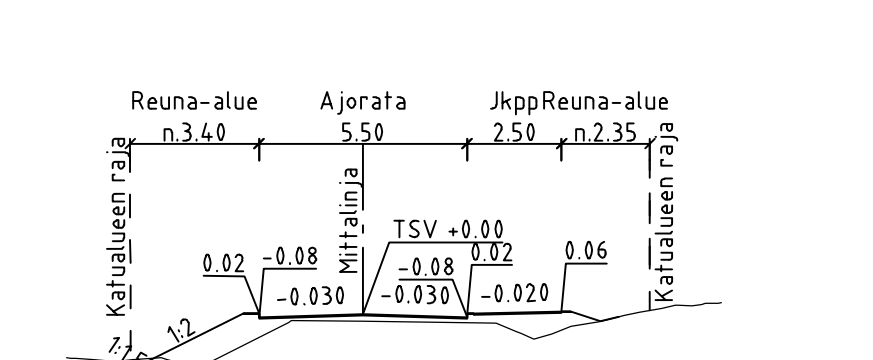 Reuna-alue Ajorata JkppReuna-alue
n.3.40 5.50 2.50 n.2.35
Katualueen raja
Mittalinja
Katualueen raja
TSV +0.00
0.02 -0.08 -0.08 0.02 0.06
-0.030 -0.030 -0.020
1:2